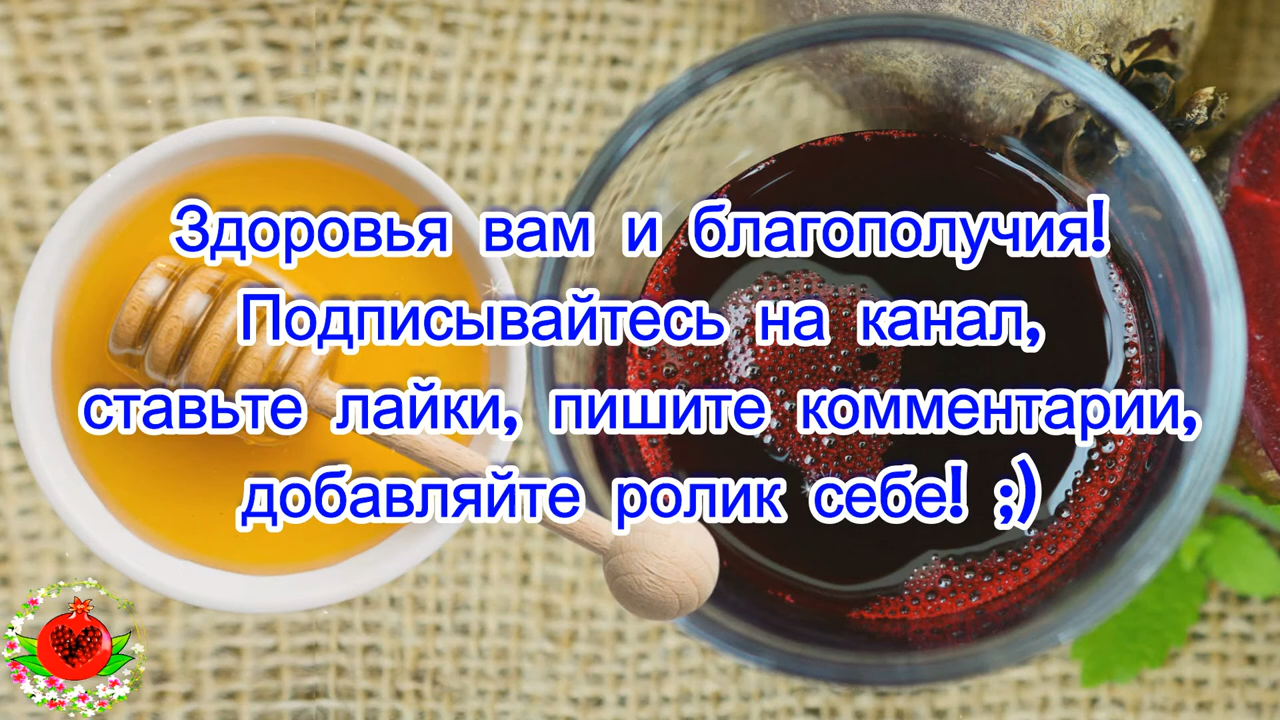 Здоровья вам и благополучия!
Подписывайтесь на канал,
ставьте лайки, пишите комментарии,
добавляйте ролик себе! ;)